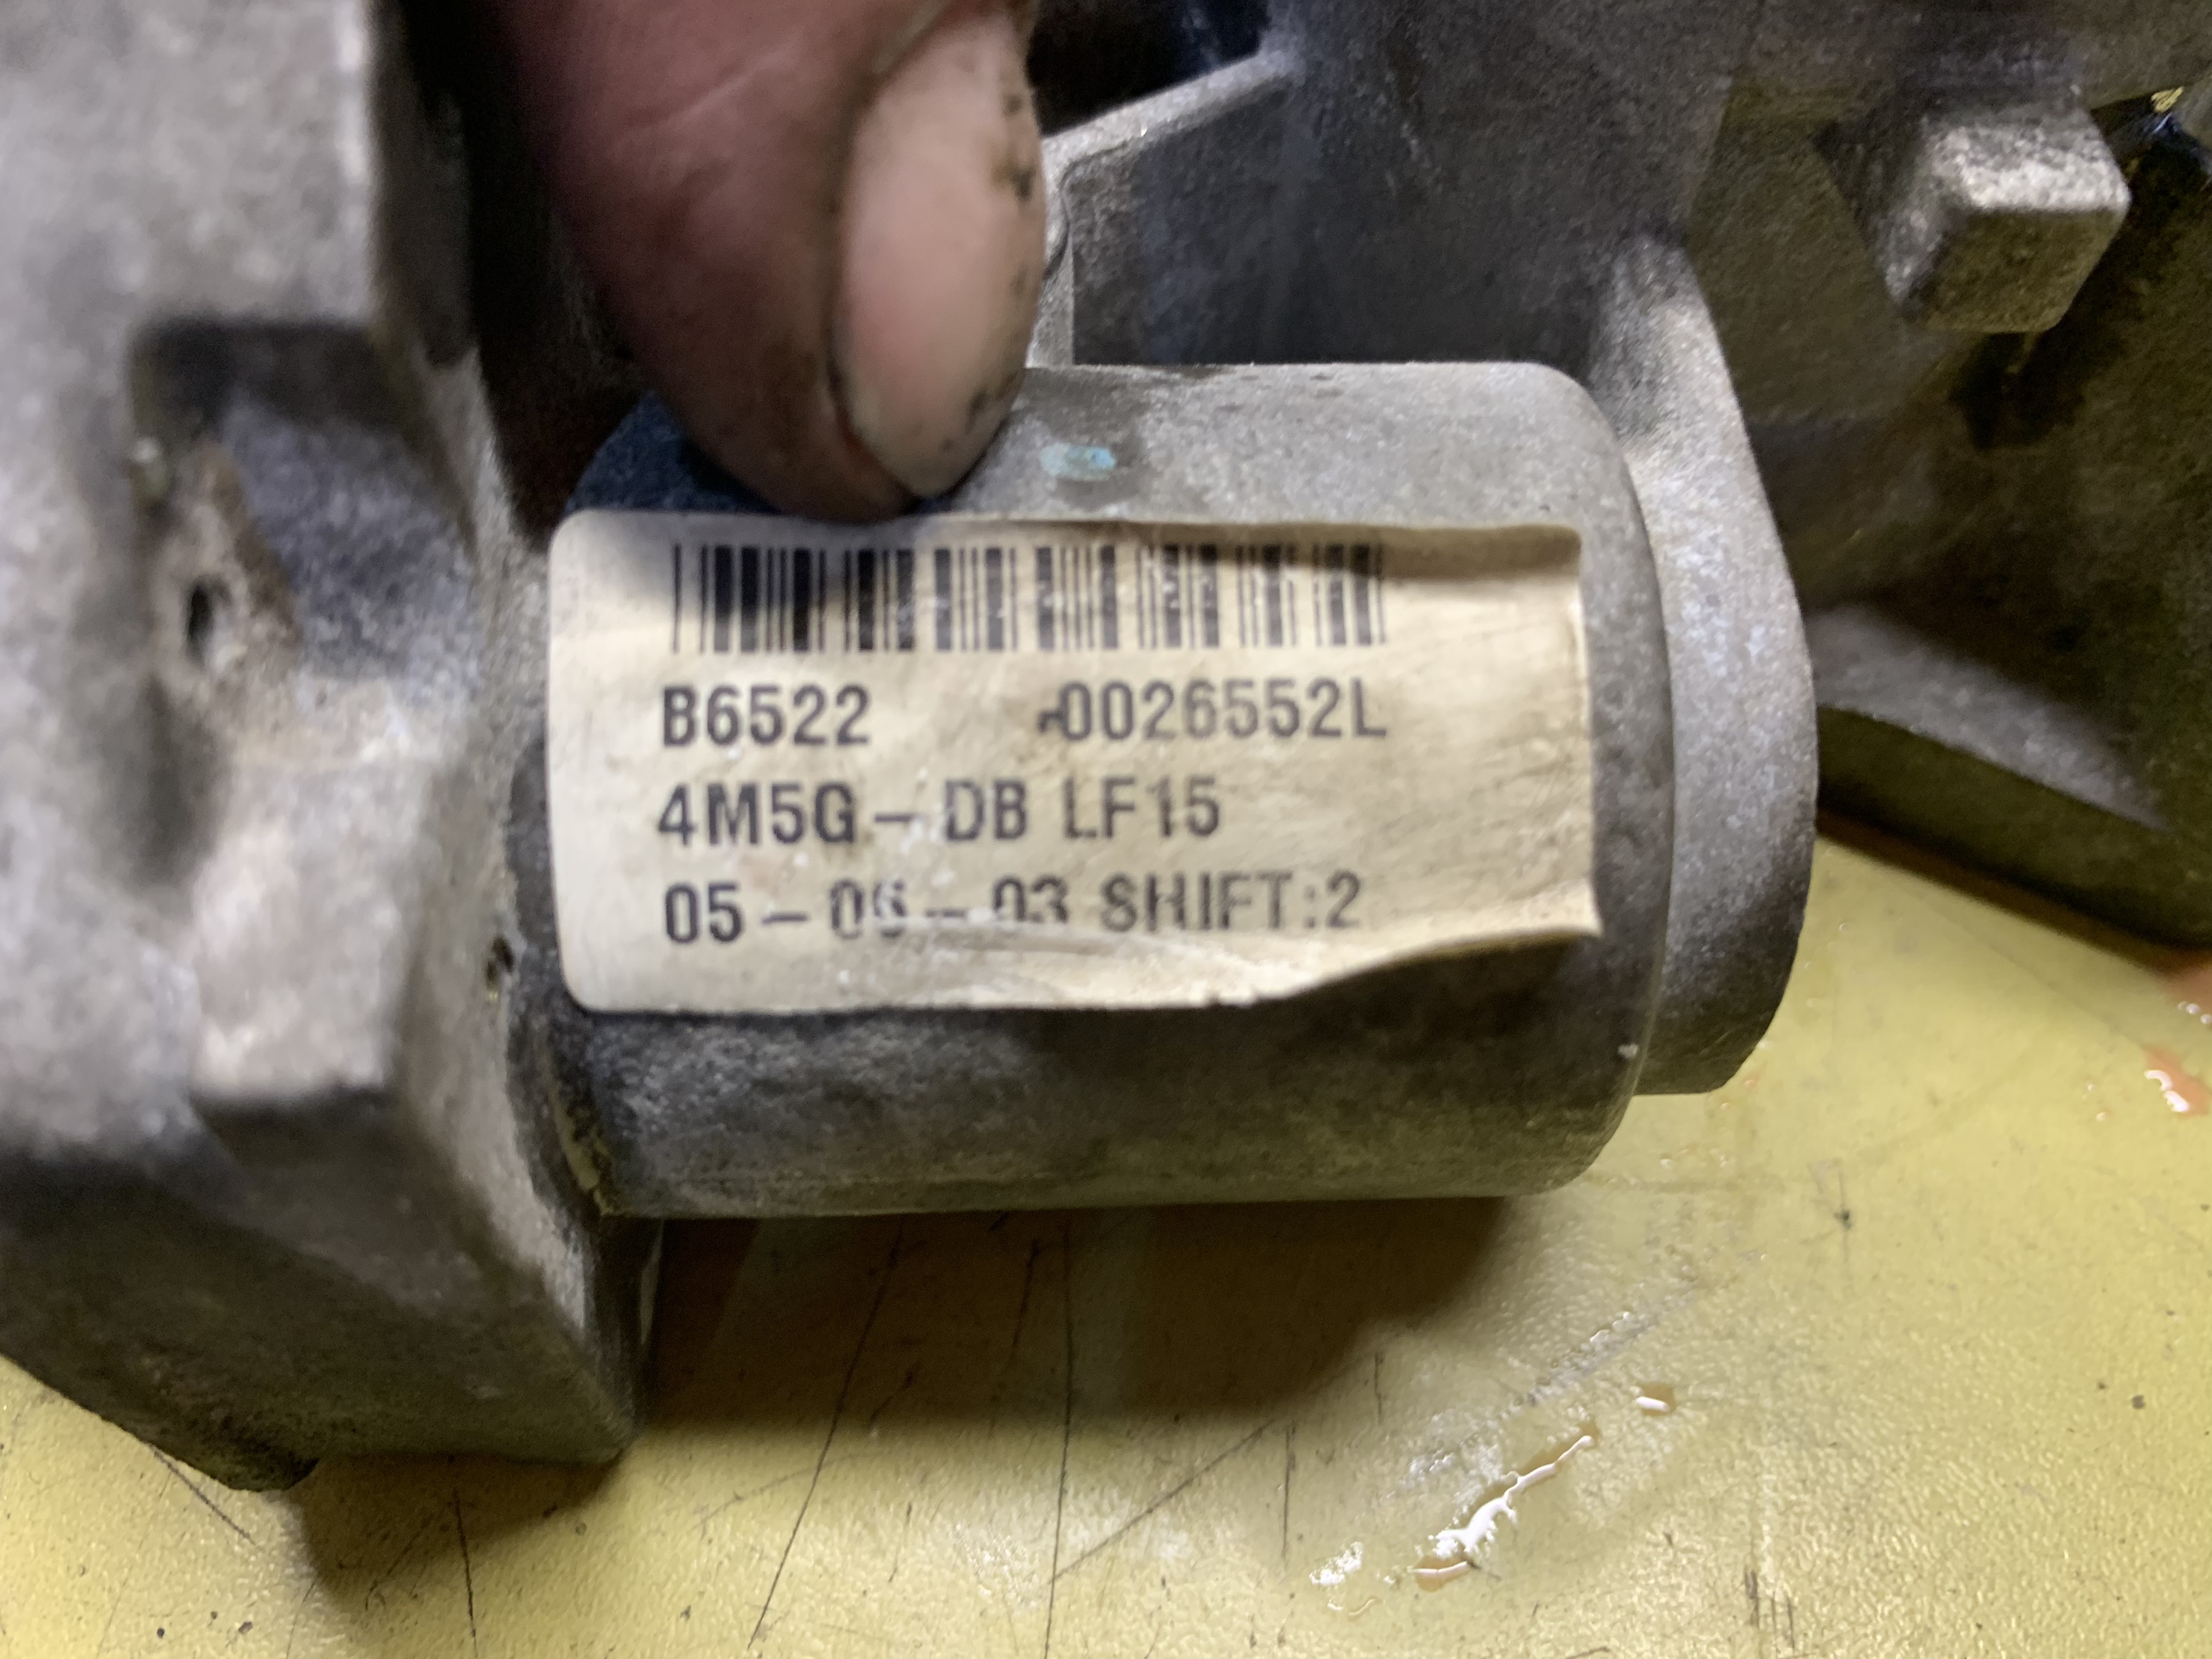 B6522 -0026552L
4M5G-DB LF15
05-06-03 SHIFT:2